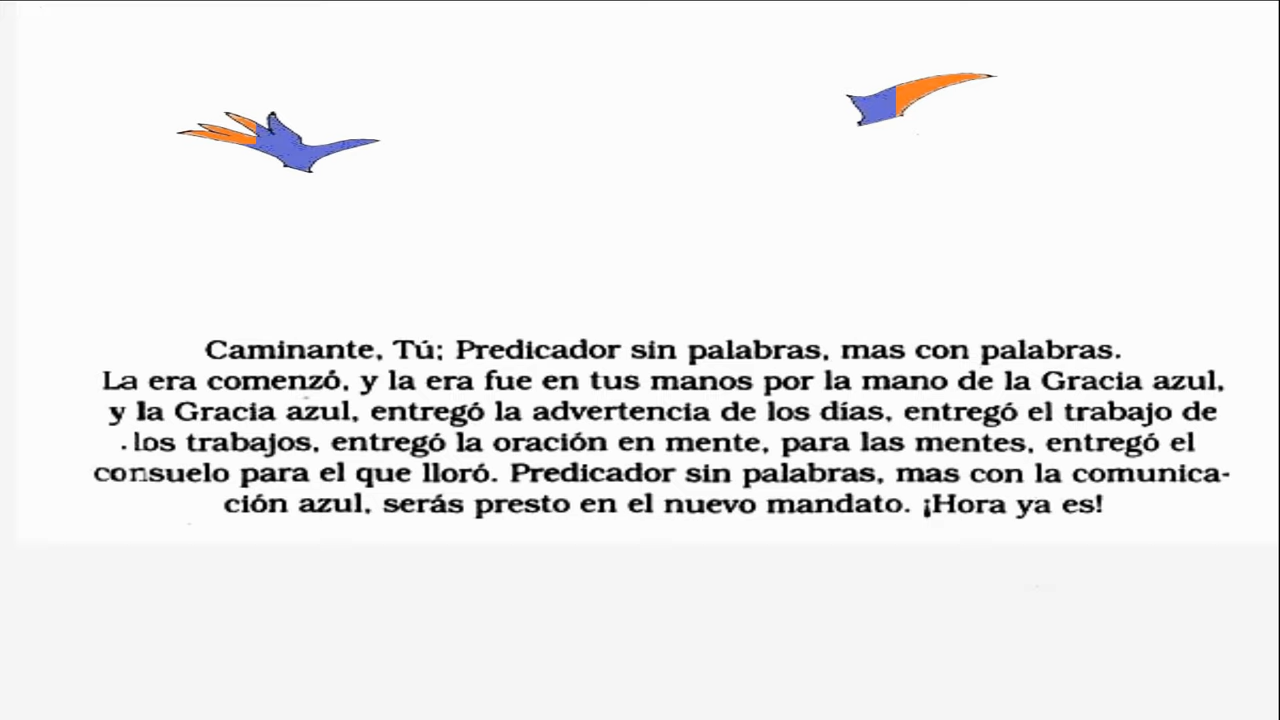 Caminante, Tú; Predicador sin palabras, mas con palabras.
La era comenzó, y la era fue en tus manos por la mano de la Gracia azul,
y la Gracia azul, entregó la advertencia de los días, entregó el trabajo de
los trabajos, entregó la oración en mente, para las mentes, entregó el
consuelo para el que lloró. Predicador sin palabras, mas con la comunica-
ción azul, serás presto en el nuevo mandato. ¡Hora ya es!